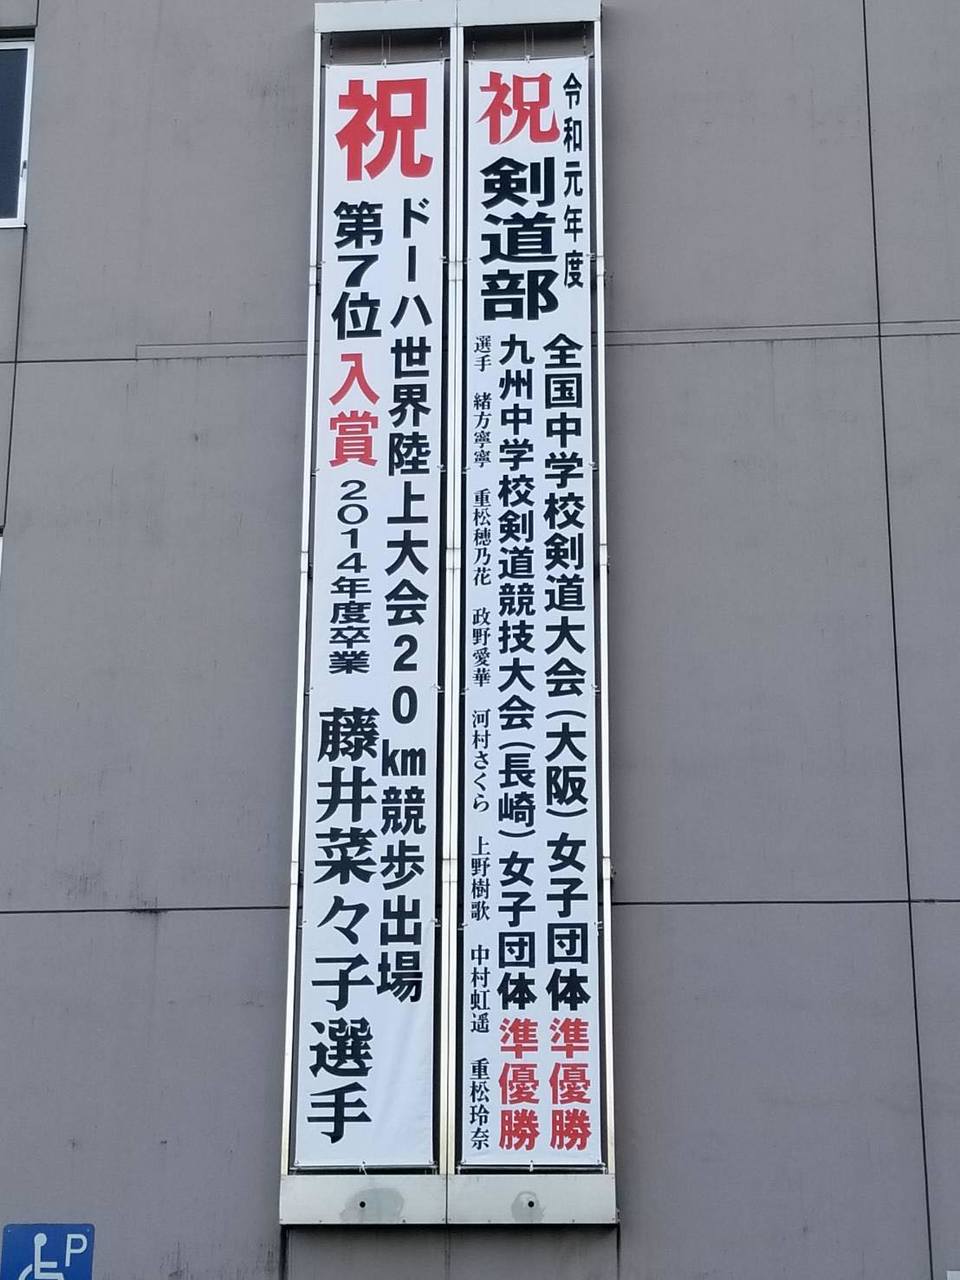 令和元年度
祝
剣道部
全国中学校剣道大会(大阪)女子団体準優勝
九州中学校剣道競技大会(長崎)女子団体準優勝
選手 緒方寧寧 重松穂乃花 政野愛華 河村さくら 上野樹歌 中村虹遥 重松玲奈
祝
ドーハ世界陸上大会20km競歩出場
第7位入賞 2014年度卒業 藤井菜々子選手
P